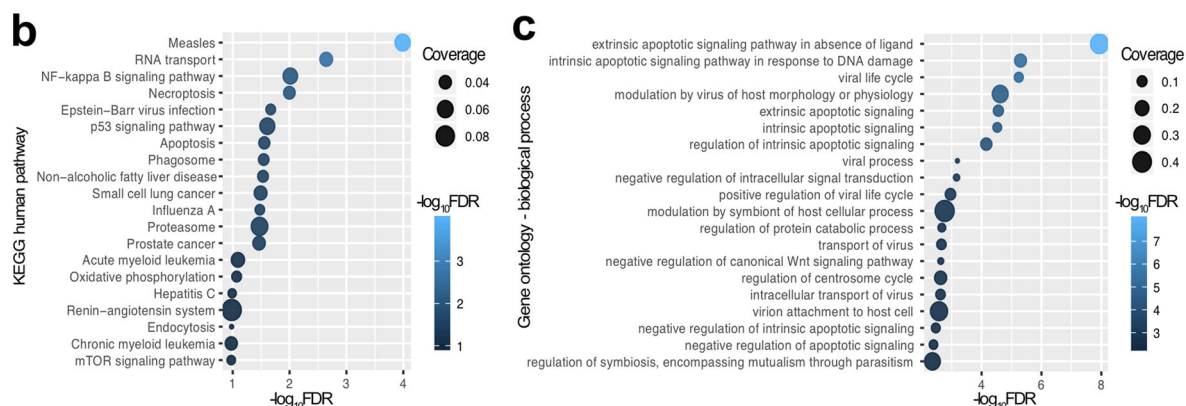 b
KEGG human pathway
Measles
RNA transport
NF-kappa B signaling pathway
Necroptosis
Epstein-Barr virus infection
p53 signaling pathway
Apoptosis
Phagosome
Non-alcoholic fatty liver disease
Small cell lung cancer
Influenza A
Proteasome
Prostate cancer
Acute myeloid leukemia
Oxidative phosphorylation
Hepatitis C
Renin-angiotensin system
Endocytosis
Chronic myeloid leukemia
mTOR signaling pathway
1 2 3 4
-log10FDR
Coverage
0.04
0.06
0.08
-log10FDR
3
2
1
c
Gene ontology - biological process
extrinsic apoptotic signaling pathway in absence of ligand
intrinsic apoptotic signaling pathway in response to DNA damage
viral life cycle
modulation by virus of host morphology or physiology
extrinsic apoptotic signaling
intrinsic apoptotic signaling
regulation of intrinsic apoptotic signaling
viral process
negative regulation of intracellular signal transduction
positive regulation of viral life cycle
modulation by symbiont of host cellular process
regulation of protein catabolic process
transport of virus
negative regulation of canonical Wnt signaling pathway
regulation of centrosome cycle
intracellular transport of virus
virion attachment to host cell
negative regulation of intrinsic apoptotic signaling
negative regulation of apoptotic signaling
regulation of symbiosis, encompassing mutualism through parasitism
4 6 8
-log10FDR
Coverage
0.1
0.2
0.3
0.4
-log10FDR
7
6
5
4
3